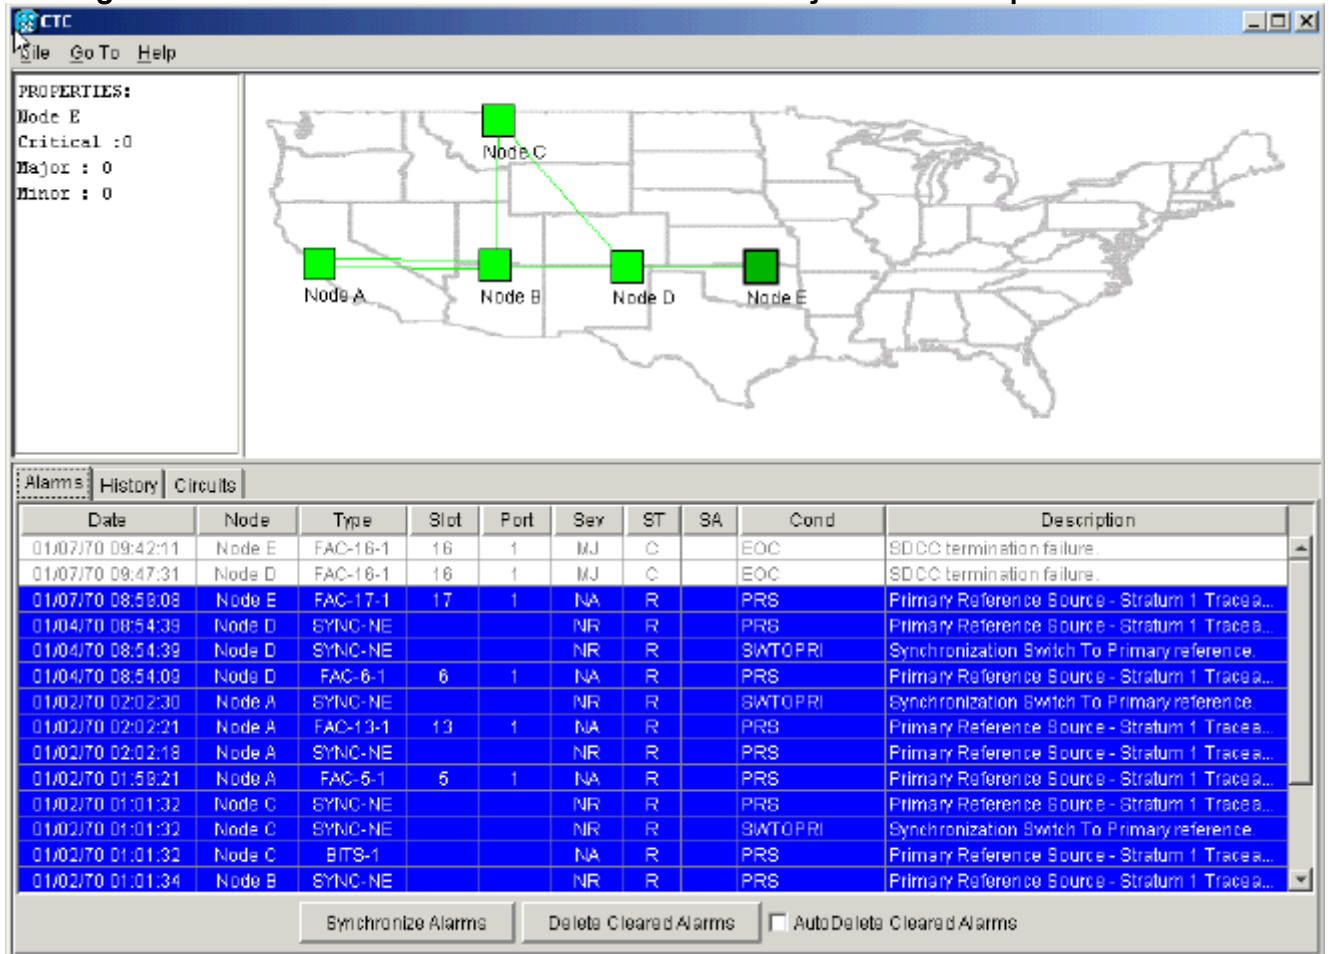 CTC
File Go To Help
PROPERTIES:
Node E
Critical :0
Major : 0
Minor : 0
Node C
Node A
Node B
Node D
Node E
Alarms History Circuits
Date Node Type Slot Port Sev ST SA Cond Description
01/07/70 09:42:11 Node E FAC-16-1 16 1 MJ C EOC SDCC termination failure.
01/07/70 09:47:31 Node D FAC-16-1 16 1 MJ C EOC SDCC termination failure.
01/07/70 08:59:08 Node E FAC-17-1 17 1 NA R PRS Primary Reference Source - Stratum 1 Tracea...
01/04/70 08:54:39 Node D SYNC-NE NR R PRS Primary Reference Source - Stratum 1 Tracea...
01/04/70 08:54:39 Node D SYNC-NE NR R SWTOPRI Synchronization Switch To Primary reference.
01/04/70 08:54:09 Node D FAC-6-1 6 1 NA R PRS Primary Reference Source - Stratum 1 Tracea...
01/02/70 02:02:30 Node A SYNC-NE NR R SWTOPRI Synchronization Switch To Primary reference.
01/02/70 02:02:21 Node A FAC-13-1 13 1 NA R PRS Primary Reference Source - Stratum 1 Tracea...
01/02/70 02:02:18 Node A SYNC-NE NR R PRS Primary Reference Source - Stratum 1 Tracea...
01/02/70 01:59:21 Node A FAC-5-1 5 1 NA R PRS Primary Reference Source - Stratum 1 Tracea...
01/02/70 01:01:32 Node C SYNC-NE NR R PRS Primary Reference Source - Stratum 1 Tracea...
01/02/70 01:01:32 Node C SYNC-NE NR R SWTOPRI Synchronization Switch To Primary reference.
01/02/70 01:01:32 Node C BITS-1 NA R PRS Primary Reference Source - Stratum 1 Tracea...
01/02/70 01:01:34 Node B SYNC-NE NR R PRS Primary Reference Source - Stratum 1 Tracea...
Synchronize Alarms Delete Cleared Alarms AutoDelete Cleared Alarms